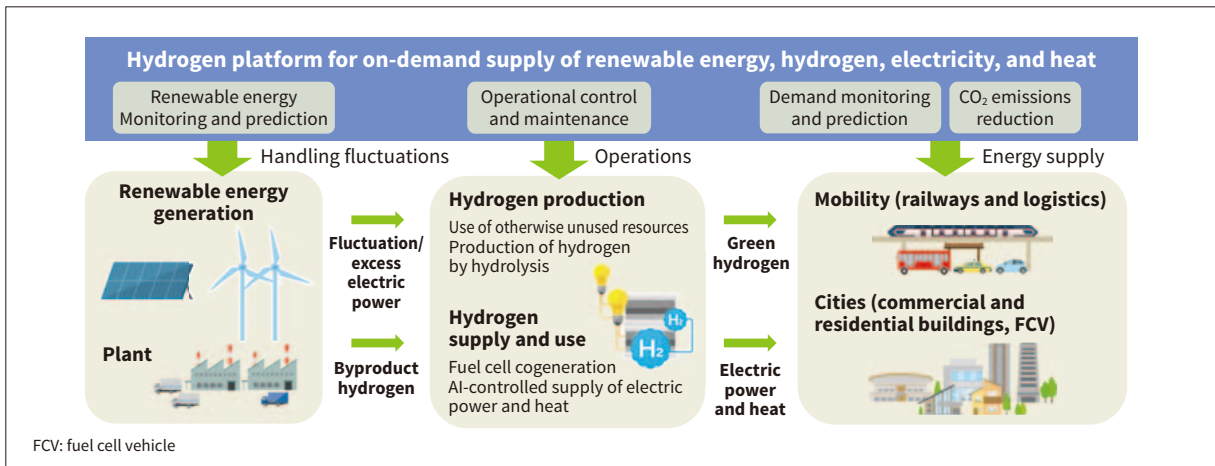 Hydrogen platform for on-demand supply of renewable energy, hydrogen, electricity, and heat
Renewable energy
Monitoring and prediction
Operational control
and maintenance
Demand monitoring
and prediction
CO₂ emissions
reduction
Handling fluctuations
Operations
Energy supply
Renewable energy
generation
Plant
Fluctuation/
excess
electric
power
Byproduct
hydrogen
Hydrogen production
Use of otherwise unused resources
Production of hydrogen
by hydrolysis
Hydrogen
supply and use
Fuel cell cogeneration
AI-controlled supply of electric
power and heat
H₂
H₂
Green
hydrogen
Electric
power
and heat
Mobility (railways and logistics)
Cities (commercial and
residential buildings, FCV)
FCV: fuel cell vehicle